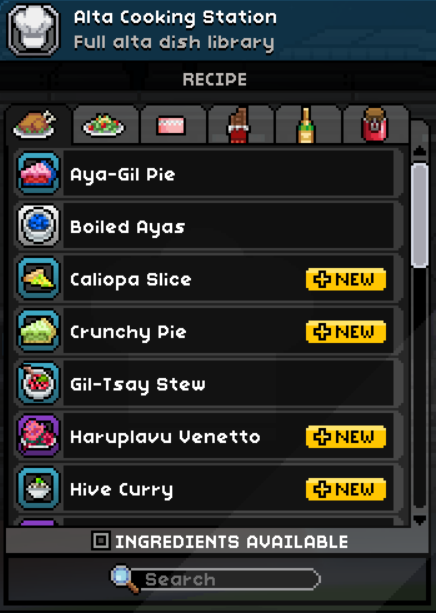 Alta Cooking Station
Full alta dish library
RECIPE
Aya-Gil Pie
Boiled Ayas
Caliopa Slice
NEW
Crunchy Pie
NEW
Gil-Tsay Stew
Haruplavu Venetto
NEW
Hive Curry
NEW
INGREDIENTS AVAILABLE
Search